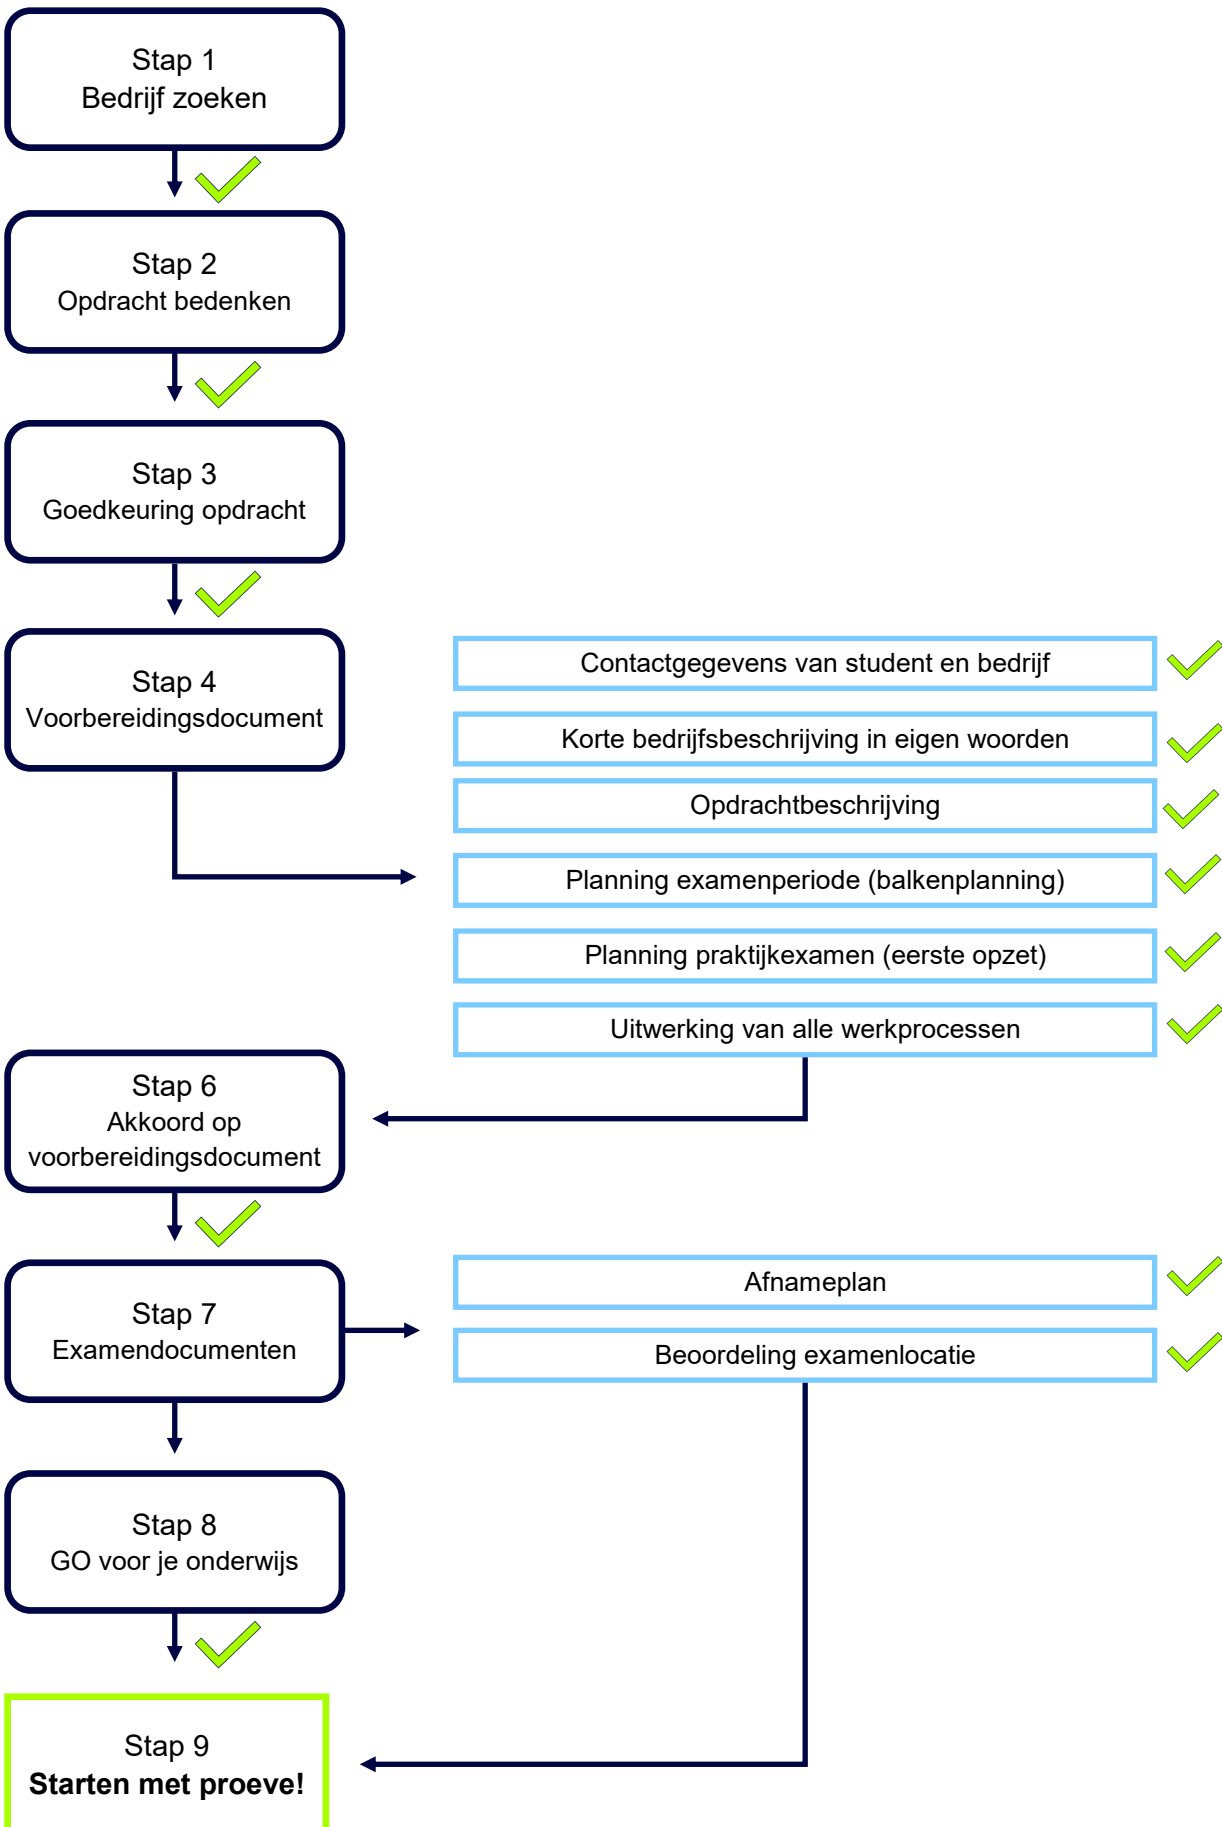 Stap 1
Bedrijf zoeken
Stap 2
Opdracht bedenken
Stap 3
Goedkeuring opdracht
Stap 4
Voorbereidingsdocument
Contactgegevens van student en bedrijf
Korte bedrijfsbeschrijving in eigen woorden
Opdrachtbeschrijving
Planning examenperiode (balkenplanning)
Planning praktijkexamen (eerste opzet)
Uitwerking van alle werkprocessen
Stap 6
Akkoord op
voorbereidingsdocument
Stap 7
Examendocumenten
Afnameplan
Beoordeling examenlocatie
Stap 8
GO voor je onderwijs
Stap 9
Starten met proeve!